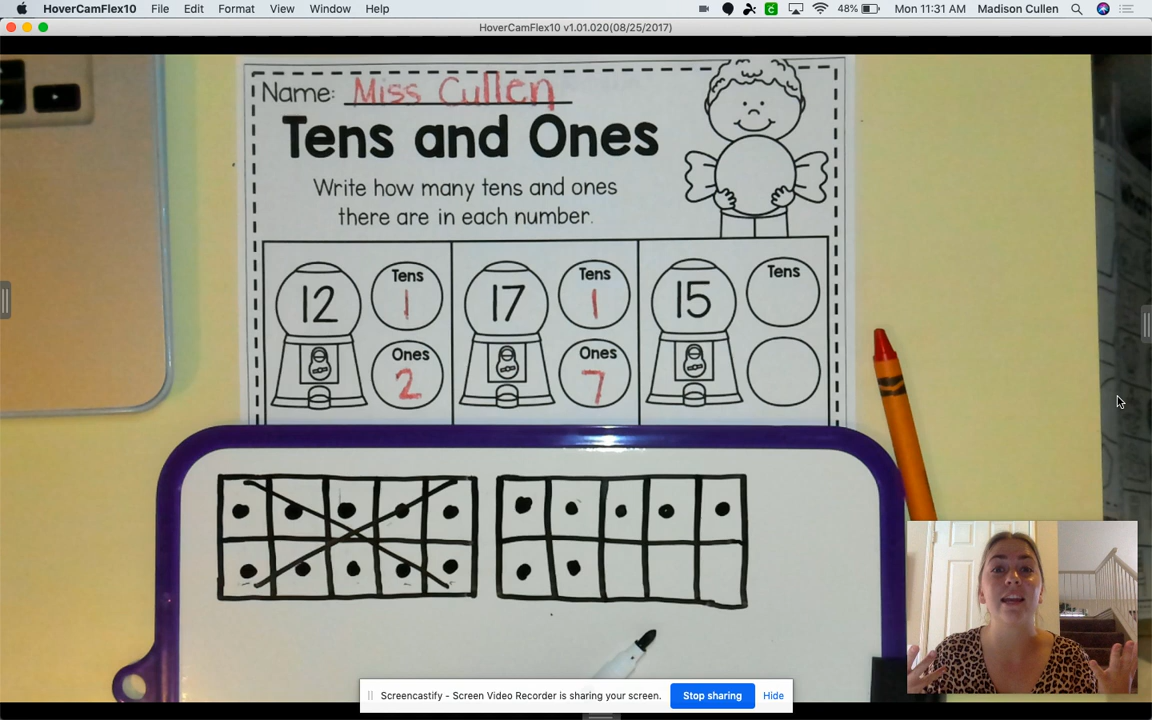 HoverCamFlex10 File Edit Format View Window Help 48% Mon 11:31 AM Madison Cullen
HoverCamFlex10 v1.01.020(08/25/2017)
Name: Miss Cullen
Tens and Ones
Write how many tens and ones
there are in each number.
12 Tens 1 Ones 2
17 Tens 1 Ones 7
15 Tens
Screencastify - Screen Video Recorder is sharing your screen. Stop sharing Hide